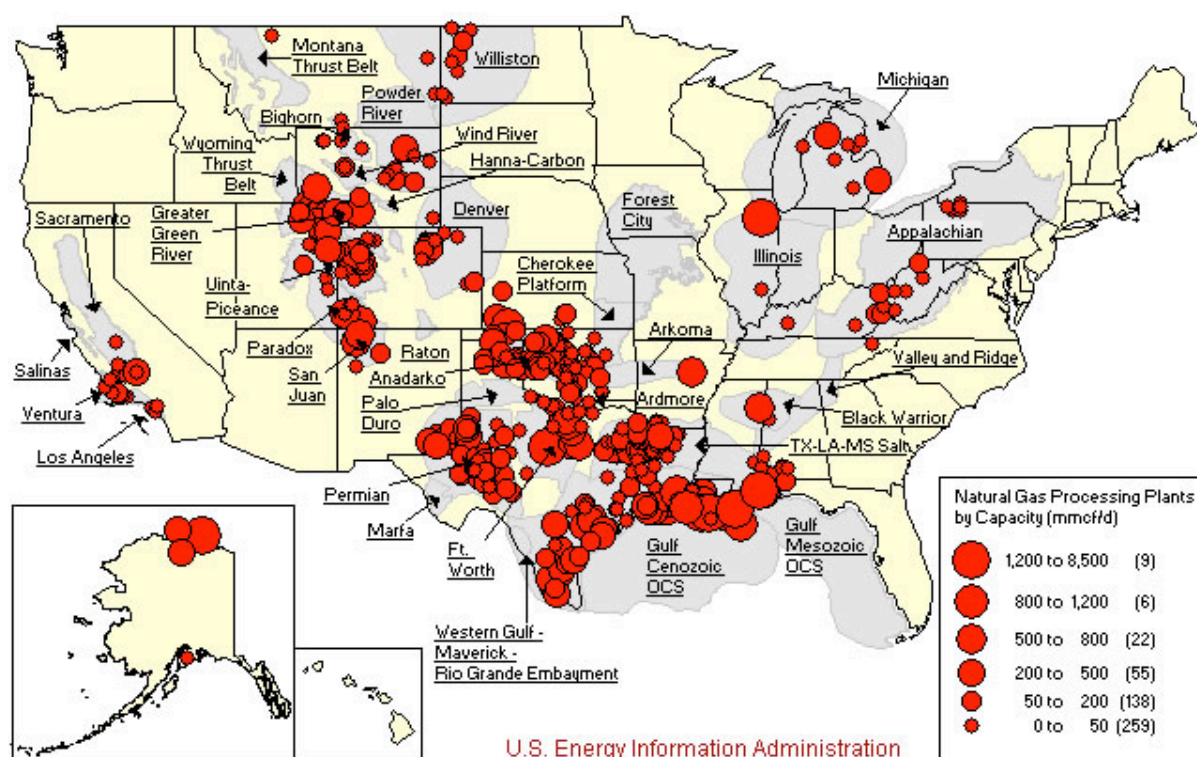 Montana
Thrust Belt
Williston
Michigan
Powder
River
Bighorn
Wind River
Wyoming
Thrust
Belt
Hanna-Carbon
Forest
City
Sacramento
Greater
Green
River
Denver
Appalachian
Illinois
Cherokee
Platform
Uinta-
Piceance
Arkoma
Paradox
Raton
Valley and Ridge
Salinas
San
Juan
Anadarko
Ardmore
Ventura
Palo
Duro
Black Warrior
Los Angeles
TX-LA-MS Salt
Permian
Marfa
Ft.
Worth
Gulf
Cenozoic
OCS
Gulf
Mesozoic
OCS
Western Gulf -
Maverick -
Rio Grande Embayment
Natural Gas Processing Plants
by Capacity (mmcf/d)
1,200 to 8,500 (9)
800 to 1,200 (6)
500 to 800 (22)
200 to 500 (55)
50 to 200 (138)
0 to 50 (259)
U.S. Energy Information Administration